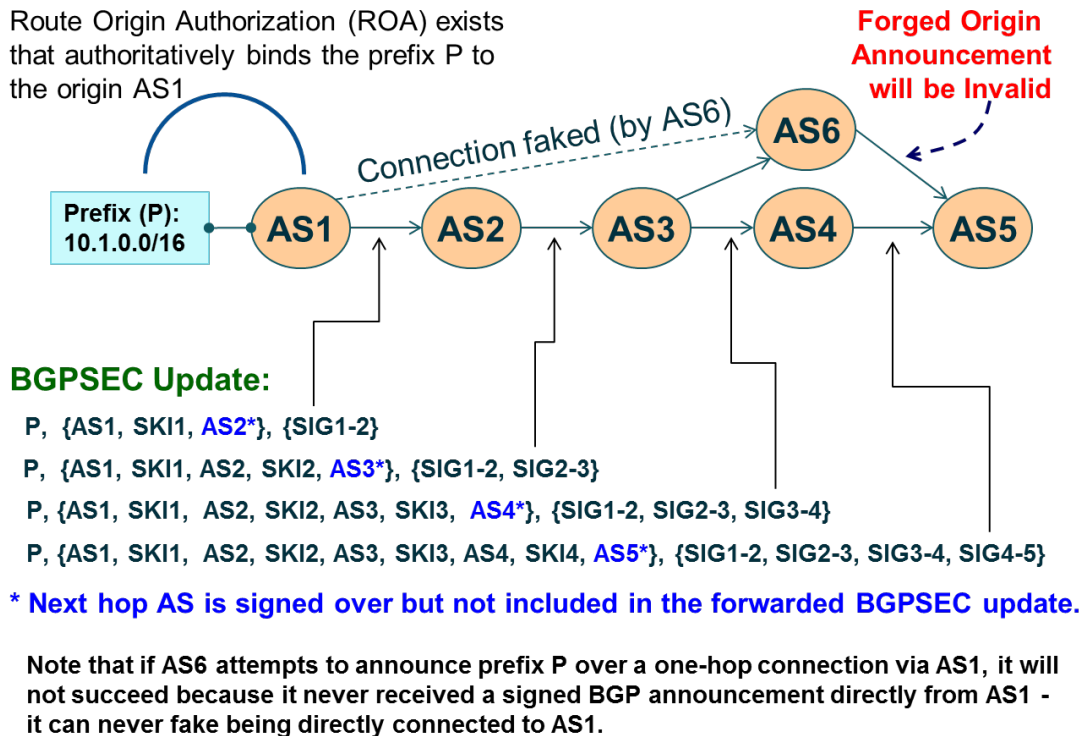 Route Origin Authorization (ROA) exists
that authoritatively binds the prefix P to
the origin AS1
Forged Origin
Announcement
will be Invalid
Connection faked (by AS6)
AS6
Prefix (P):
10.1.0.0/16
AS1
AS2
AS3
AS4
AS5
BGPSEC Update:
P, {AS1, SKI1, AS2*}, {SIG1-2}
P, {AS1, SKI1, AS2, SKI2, AS3*}, {SIG1-2, SIG2-3}
P, {AS1, SKI1, AS2, SKI2, AS3, SKI3, AS4*}, {SIG1-2, SIG2-3, SIG3-4}
P, {AS1, SKI1, AS2, SKI2, AS3, SKI3, AS4, SKI4, AS5*}, {SIG1-2, SIG2-3, SIG3-4, SIG4-5}
* Next hop AS is signed over but not included in the forwarded BGPSEC update.
Note that if AS6 attempts to announce prefix P over a one-hop connection via AS1, it will
not succeed because it never received a signed BGP announcement directly from AS1 -
it can never fake being directly connected to AS1.